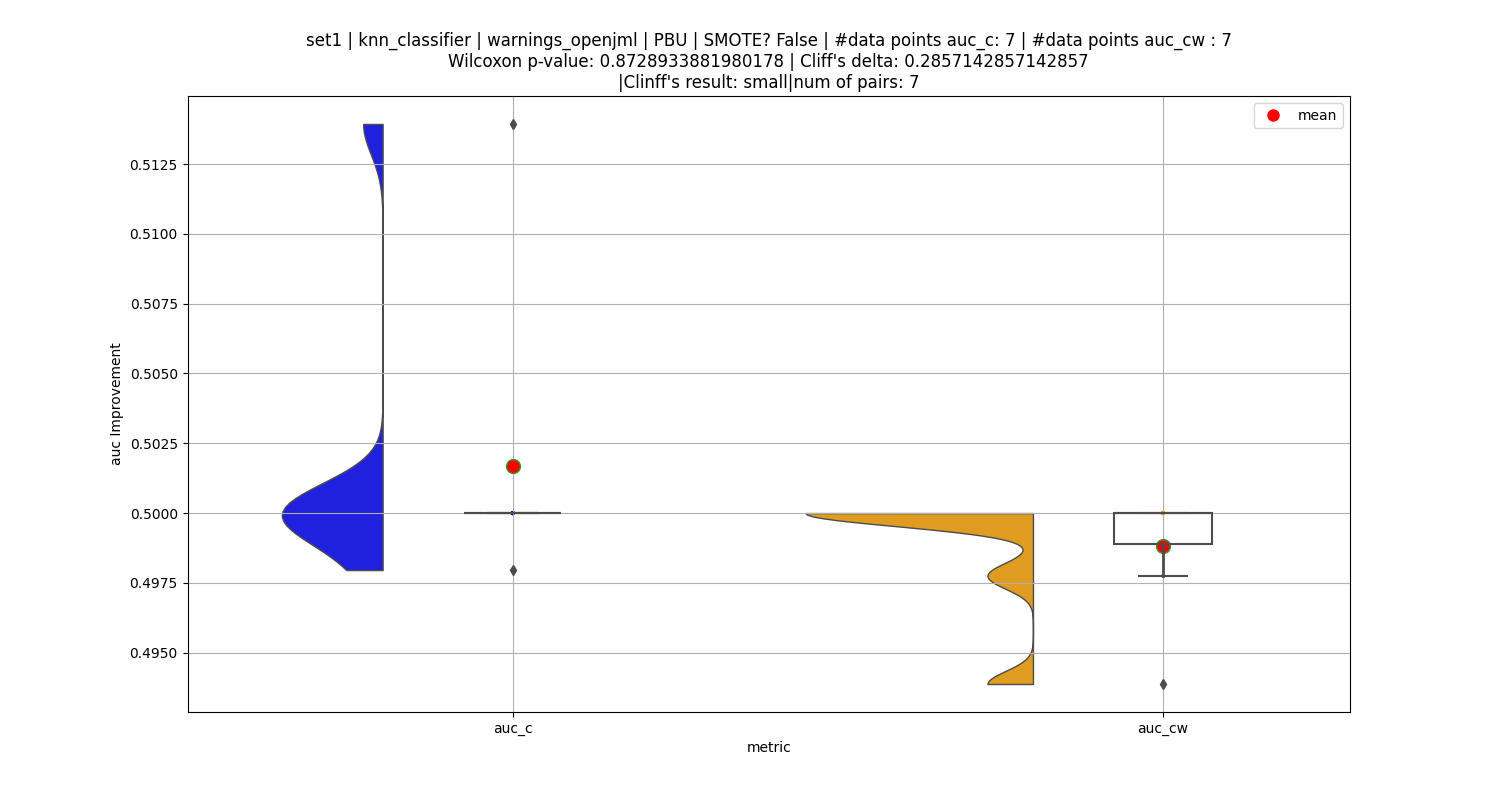 set1 | knn_classifier | warnings_openjml | PBU | SMOTE? False | #data points auc_c: 7 | #data points auc_cw : 7
Wilcoxon p-value: 0.8728933881980178 | Cliff's delta: 0.2857142857142857
|Clinff's result: small|num of pairs: 7
mean
0.5125
0.5100
0.5075
0.5050
0.5025
0.5000
0.4975
0.4950
auc Improvement
auc_c
auc_cw
metric